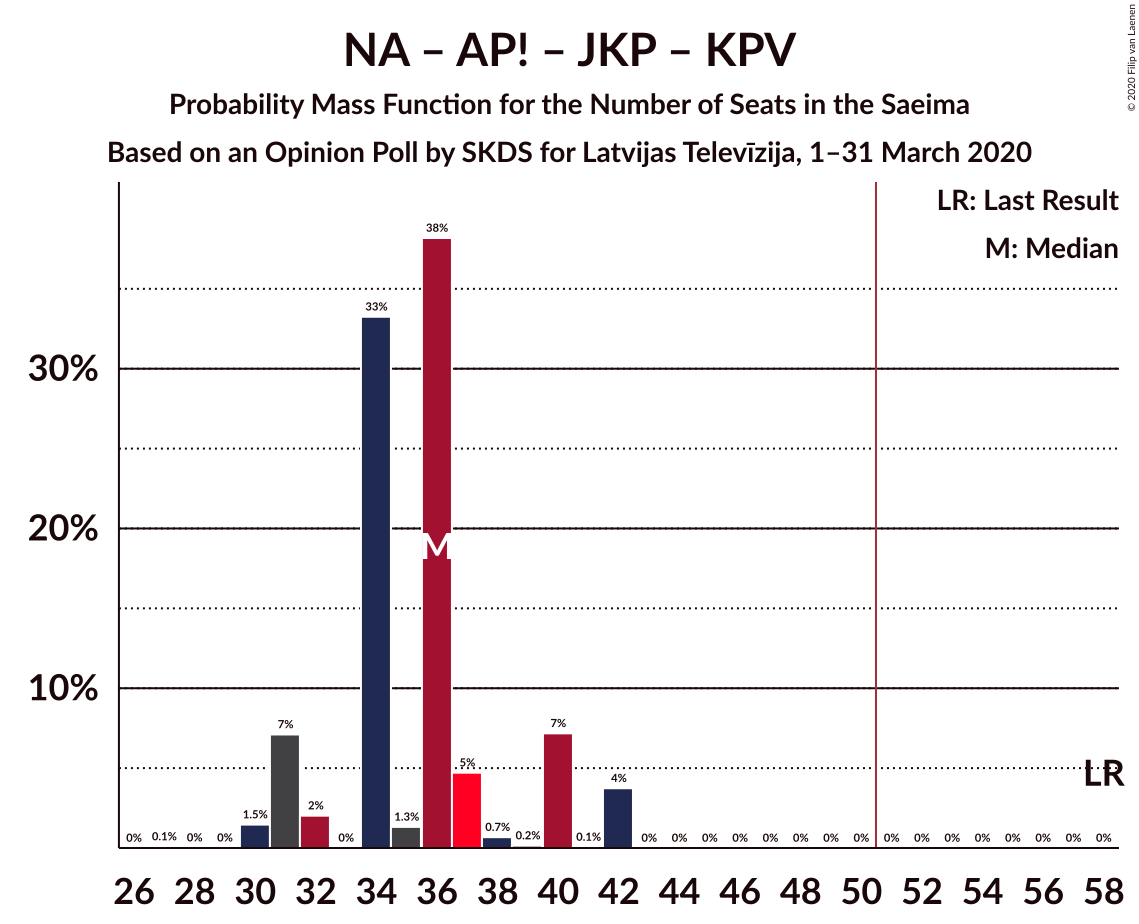 NA – AP! – JKP – KPV
Probability Mass Function for the Number of Seats in the Saeima
Based on an Opinion Poll by SKDS for Latvijas Televīzija, 1–31 March 2020
© 2020 Filip van Laenen
LR: Last Result
M: Median
38%
33%
30%
20%
M
10%
7%
7%
5%
LR
4%
2%
1.5%
1.3%
0.7%
0% 0.1% 0% 0% 0% 0.2% 0.1% 0% 0% 0% 0% 0% 0% 0% 0% 0% 0% 0% 0% 0% 0% 0% 0%
26 28 30 32 34 36 38 40 42 44 46 48 50 52 54 56 58